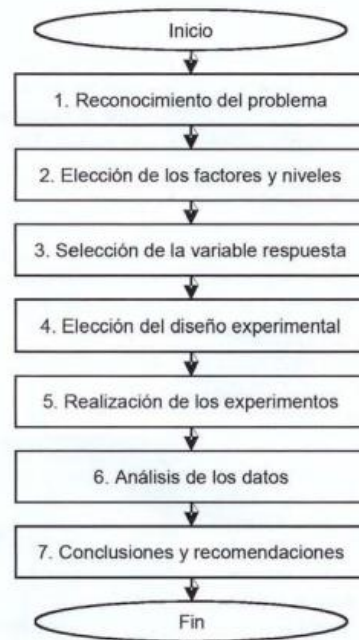 Inicio
1. Reconocimiento del problema
2. Elección de los factores y niveles
3. Selección de la variable respuesta
4. Elección del diseño experimental
5. Realización de los experimentos
6. Análisis de los datos
7. Conclusiones y recomendaciones
Fin